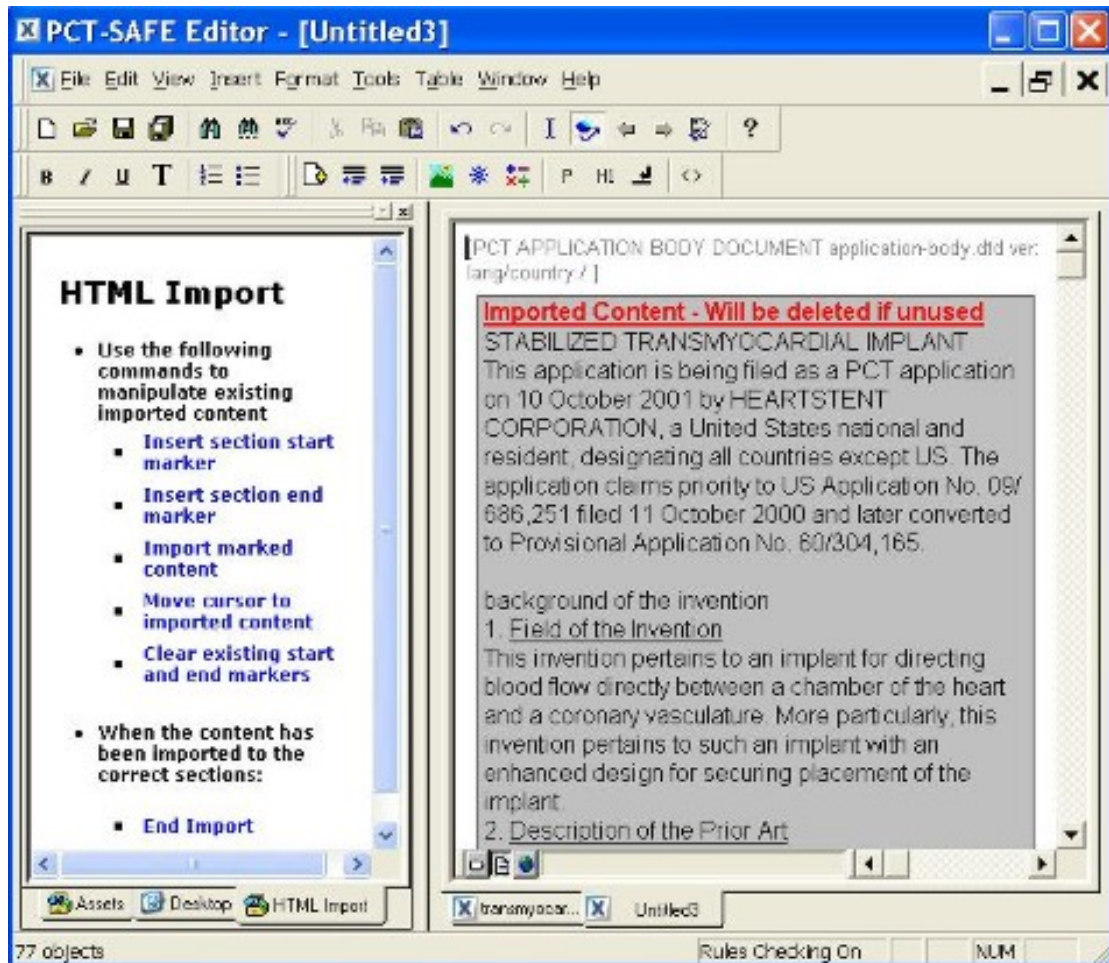 PCT-SAFE Editor - [Untitled3]
File Edit View Insert Format Tools Table Window Help
B I U T P H1 <> ?
HTML Import
• Use the following
commands to
manipulate existing
imported content
▪ Insert section start
marker
▪ Insert section end
marker
▪ Import marked
content
▪ Move cursor to
imported content
▪ Clear existing start
and end markers
• When the content has
been imported to the
correct sections:
▪ End Import
Assets Desktop HTML Import
[PCT APPLICATION BODY DOCUMENT application-body.dtd ver:
lang/country / ]
Imported Content - Will be deleted if unused
STABILIZED TRANSMYOCARDIAL IMPLANT
This application is being filed as a PCT application
on 10 October 2001 by HEARTSTENT
CORPORATION, a United States national and
resident, designating all countries except US. The
application claims priority to US Application No. 09/
686,251 filed 11 October 2000 and later converted
to Provisional Application No. 60/304,165.
background of the invention
1. Field of the Invention
This invention pertains to an implant for directing
blood flow directly between a chamber of the heart
and a coronary vasculature. More particularly, this
invention pertains to such an implant with an
enhanced design for securing placement of the
implant.
2. Description of the Prior Art
transmyocar... Untitled3
77 objects Rules Checking On NUM